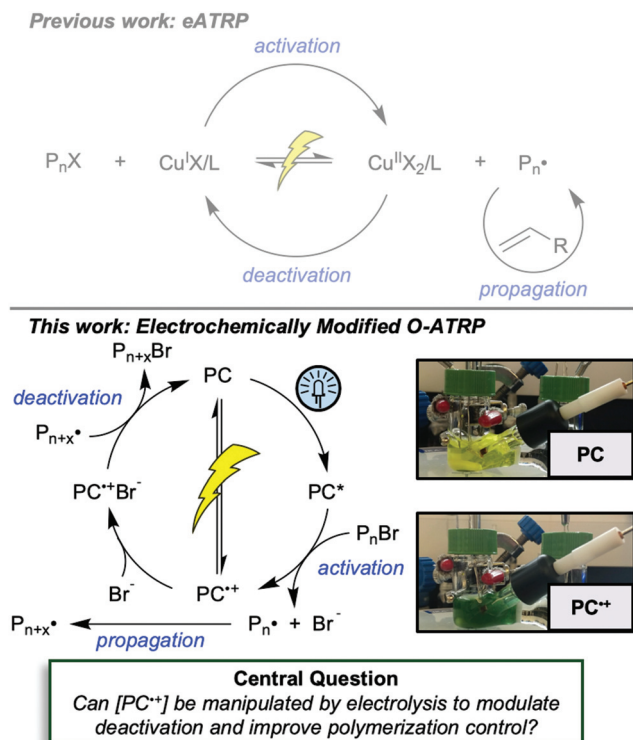 Previous work: eATRP
activation
PₙX + CuᴵX/L CuᴵᴵX₂/L + Pₙ•
R
deactivation
propagation
This work: Electrochemically Modified O-ATRP
Pₙ₊ₓBr
PC
deactivation
Pₙ₊ₓ•
PC
PC•⁺Br⁻
PC*
PₙBr
activation
Br⁻
PC•⁺
PC•⁺
Pₙ₊ₓ• Pₙ• + Br⁻
propagation
Central Question
Can [PC•⁺] be manipulated by electrolysis to modulate
deactivation and improve polymerization control?